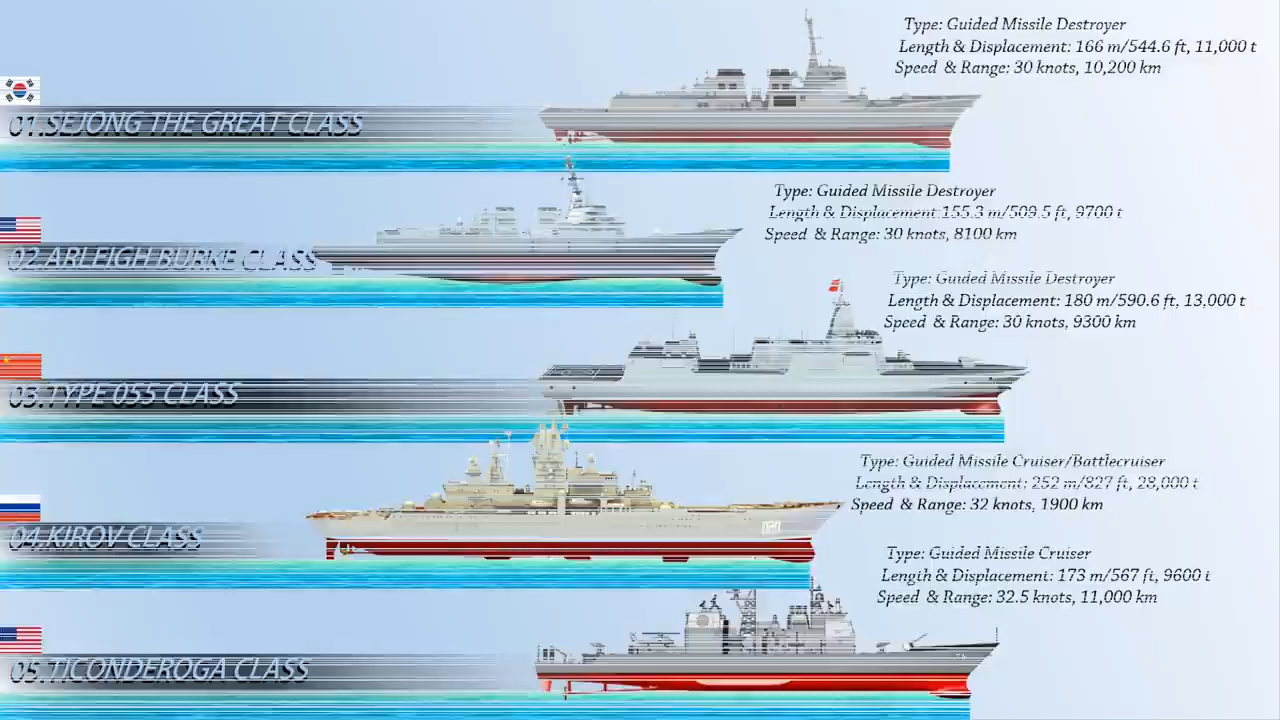 Type: Guided Missile Destroyer
Length & Displacement: 166 m/544.6 ft, 11,000 t
Speed & Range: 30 knots, 10,200 km
01.SEJONG THE GREAT CLASS
Type: Guided Missile Destroyer
Length & Displacement 155.3 m/509.5 ft, 9700 t
Speed & Range: 30 knots, 8100 km
02.ARLEIGH BURKE CLASS
Type: Guided Missile Destroyer
Length & Displacement: 180 m/590.6 ft, 13,000 t
Speed & Range: 30 knots, 9300 km
03.TYPE 055 CLASS
Type: Guided Missile Cruiser/Battlecruiser
Length & Displacement: 252 m/827 ft, 28,000 t
Speed & Range: 32 knots, 1900 km
04.KIROV CLASS
Type: Guided Missile Cruiser
Length & Displacement: 173 m/567 ft, 9600 t
Speed & Range: 32.5 knots, 11,000 km
05.TICONDEROGA CLASS